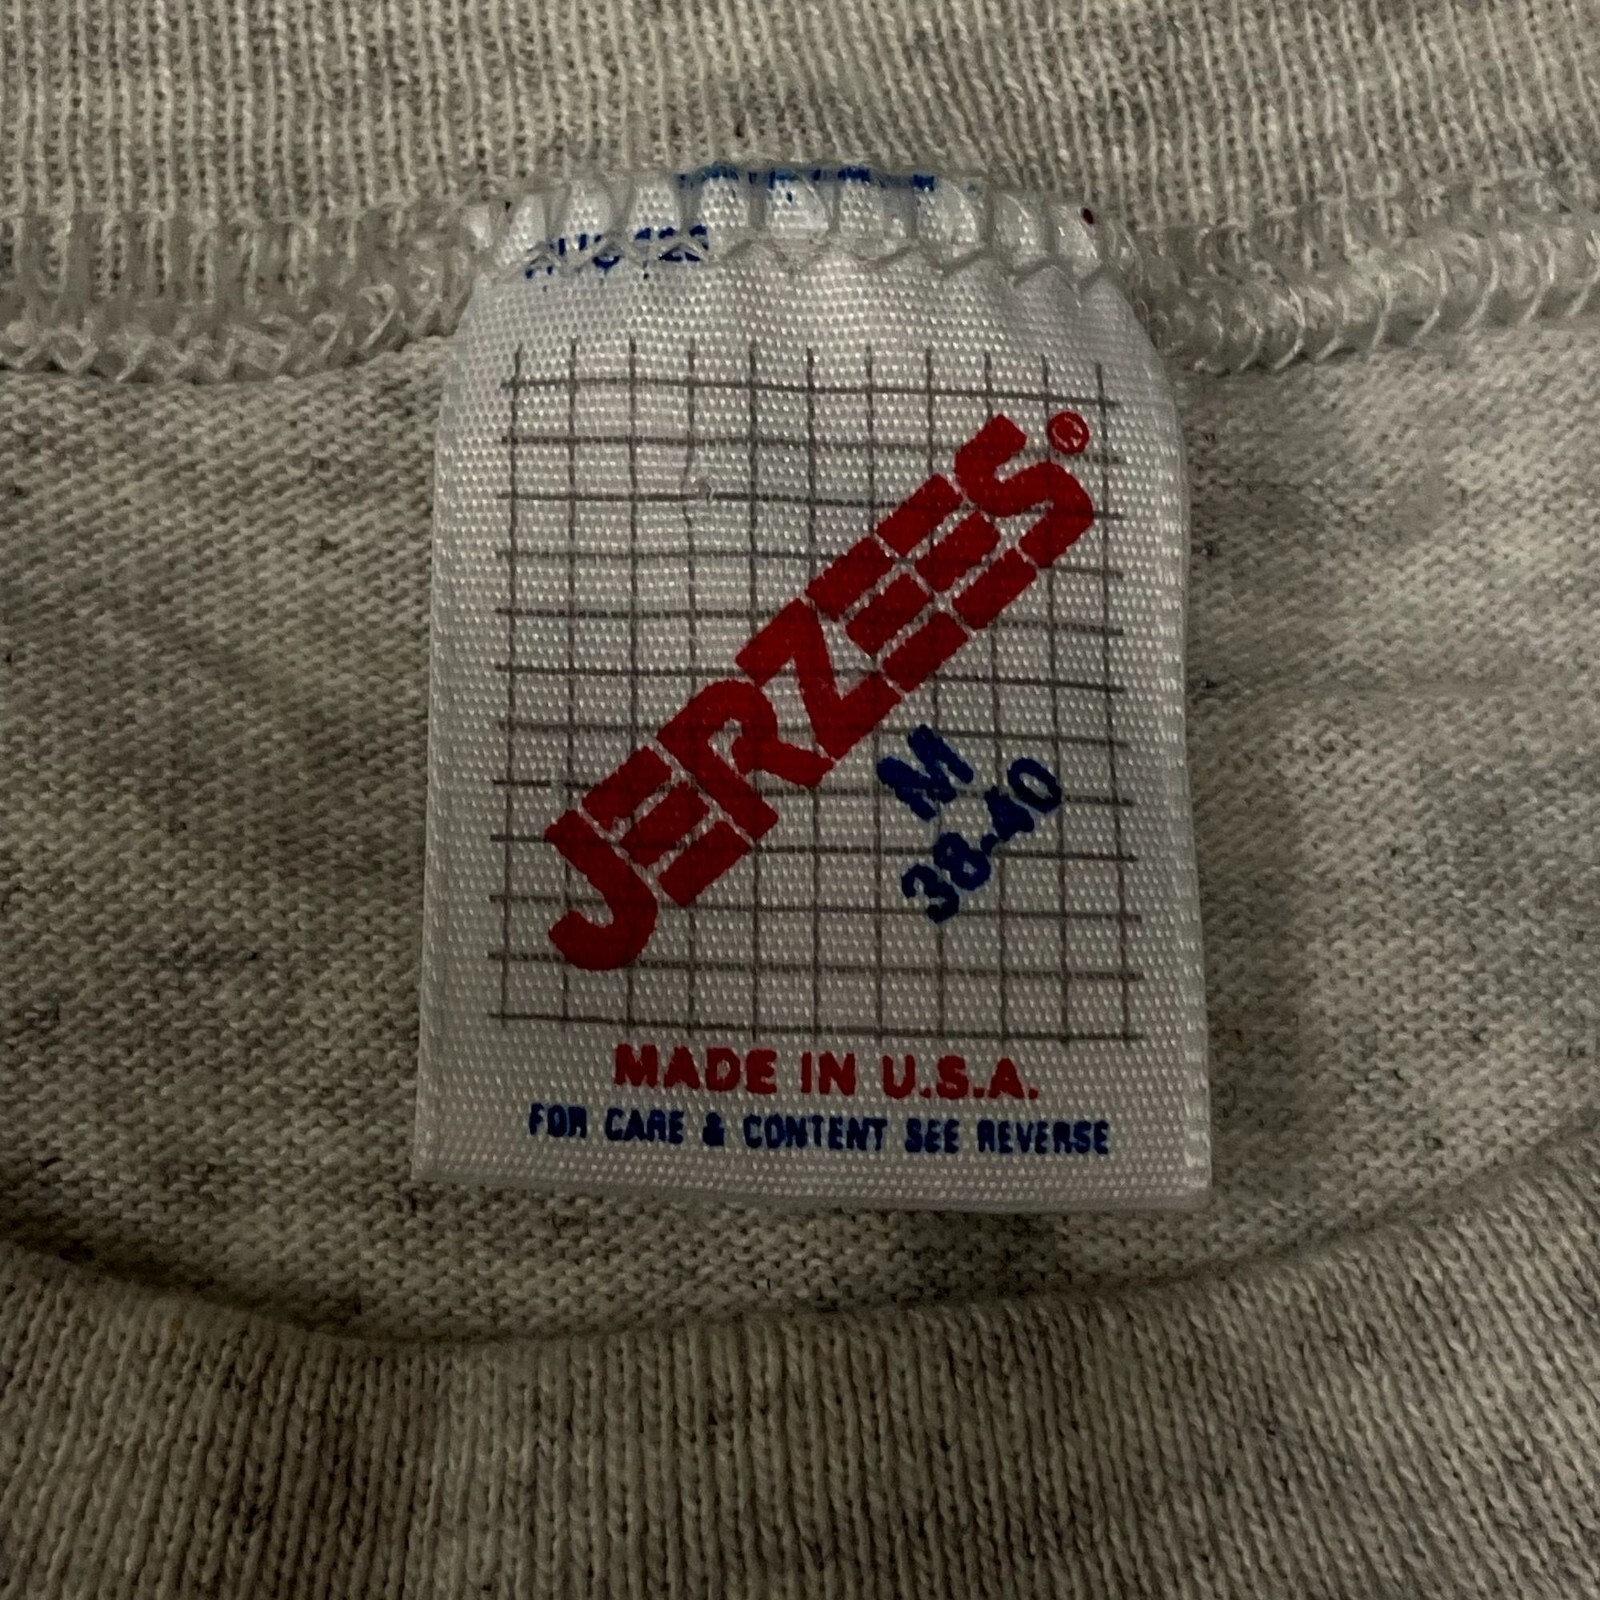 JERZEES®
M
38-40
MADE IN U.S.A.
FOR CARE & CONTENT SEE REVERSE